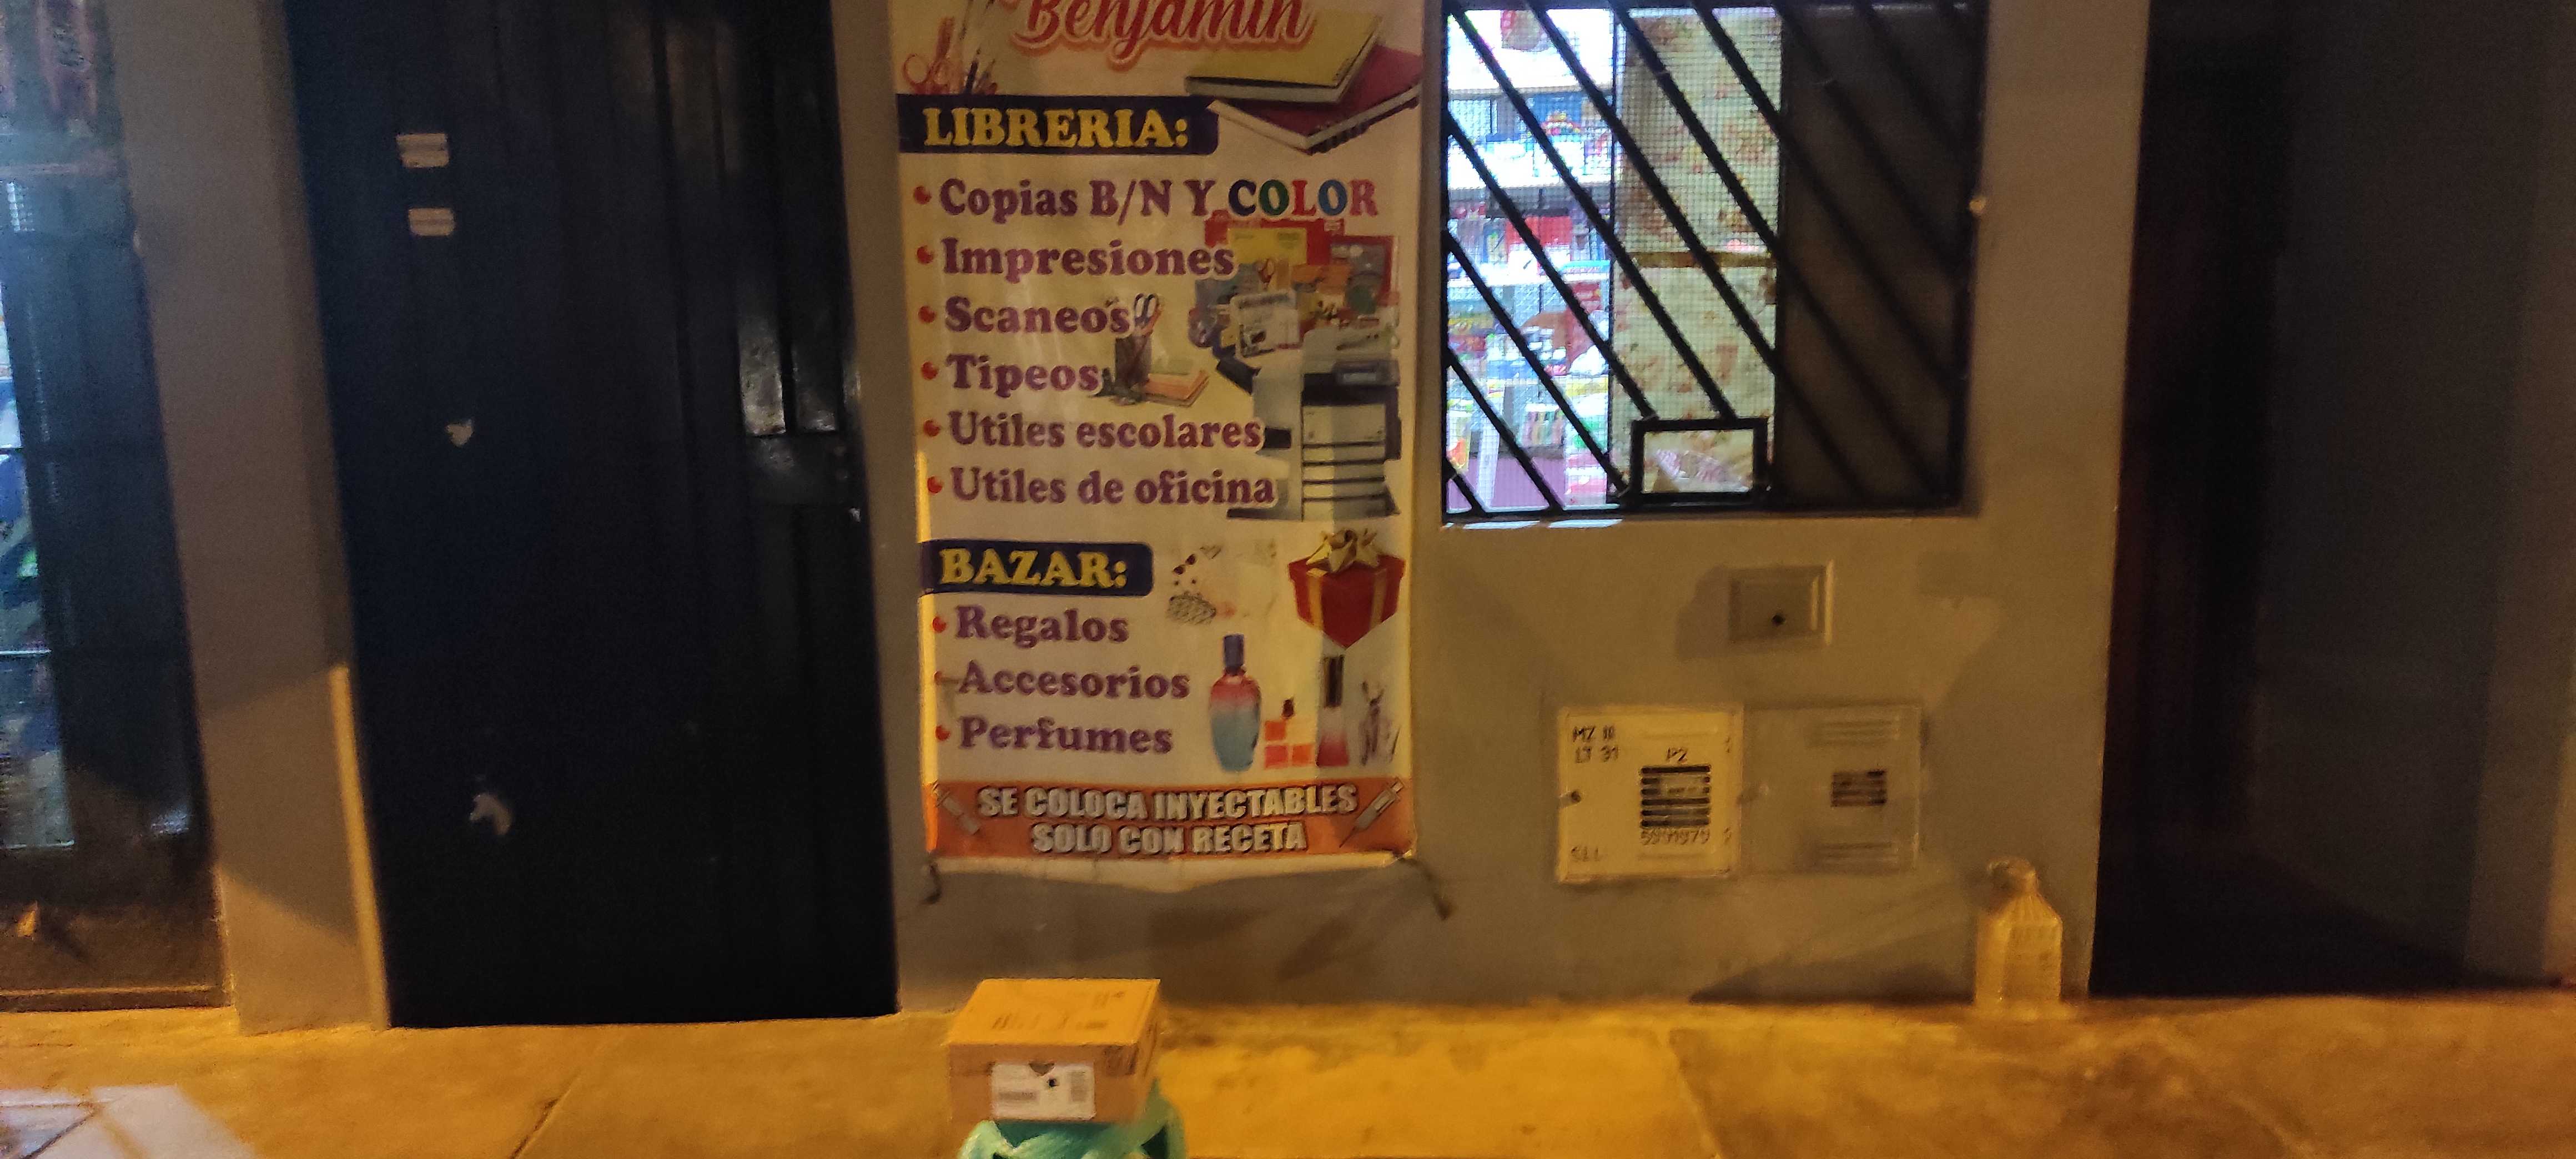 Benjamin
LIBRERIA:
Copias B/N Y COLOR
Impresiones
Scaneos
Tipeos
Utiles escolares
Utiles de oficina
BAZAR:
Regalos
Accesorios
Perfumes
SE COLOCA INYECTABLES
SOLO CON RECETA
LT 31
P2